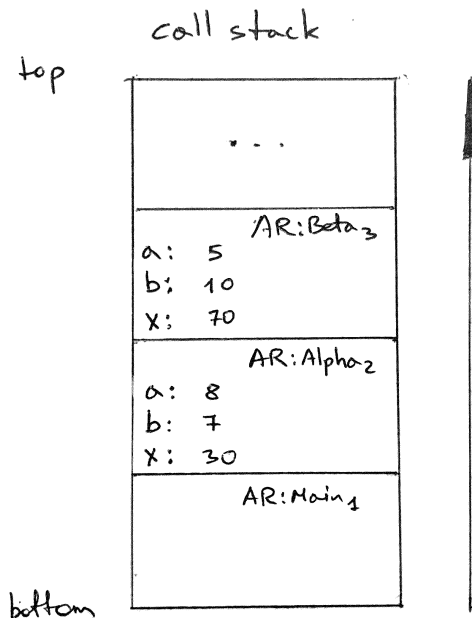 call stack
top
...
AR:Beta3
a: 5
b: 10
x: 70
AR:Alpha2
a: 8
b: 7
x: 30
AR:Main1
bottom